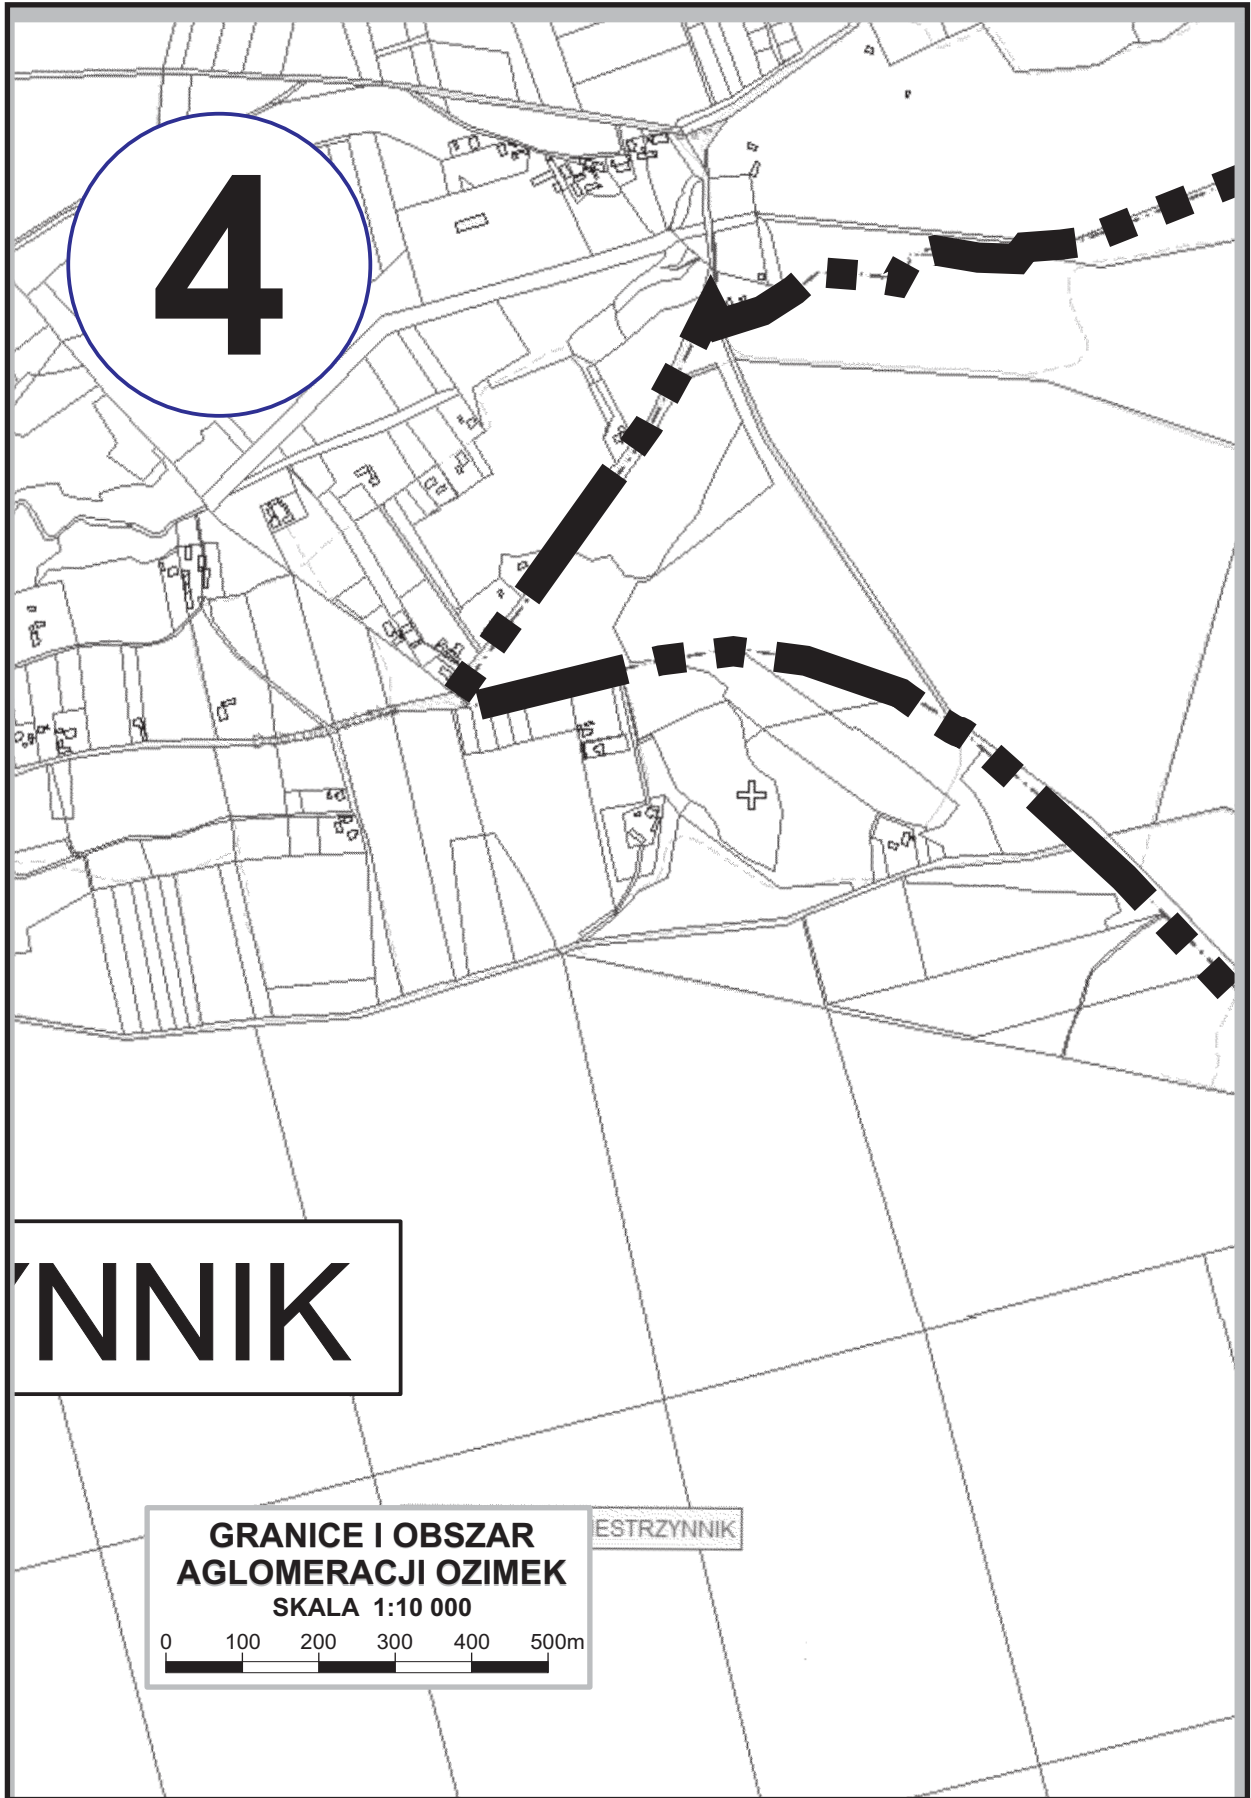 4
YNNIK
ESTRZYNNIK
GRANICE I OBSZAR
AGLOMERACJI OZIMEK
SKALA 1:10 000
0 100 200 300 400 500m